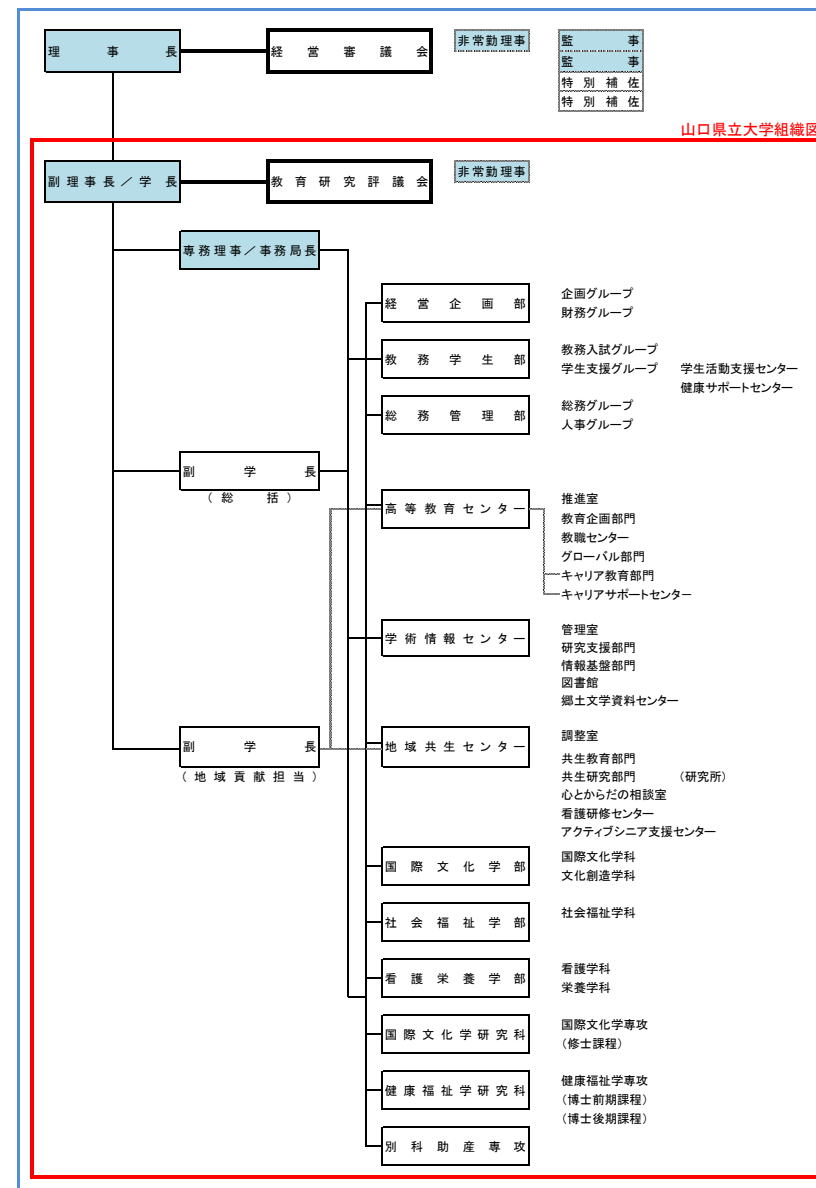 理事長
経営審議会
非常勤理事
監事
監事
特別補佐
特別補佐
山口県立大学組織図
副理事長／学長
教育研究評議会
非常勤理事
専務理事／事務局長
経営企画部
企画グループ
財務グループ
教務学生部
教務入試グループ
学生支援グループ 学生活動支援センター
健康サポートセンター
総務管理部
総務グループ
人事グループ
副学長
（総括）
高等教育センター
推進室
教育企画部門
教職センター
グローバル部門
キャリア教育部門
キャリアサポートセンター
学術情報センター
管理室
研究支援部門
情報基盤部門
図書館
郷土文学資料センター
副学長
（地域貢献担当）
地域共生センター
調整室
共生教育部門
共生研究部門 （研究所）
心とからだの相談室
看護研修センター
アクティブシニア支援センター
国際文化学部
国際文化学科
文化創造学科
社会福祉学部
社会福祉学科
看護栄養学部
看護学科
栄養学科
国際文化学研究科
国際文化学専攻
（修士課程）
健康福祉学研究科
健康福祉学専攻
（博士前期課程）
（博士後期課程）
別科助産専攻